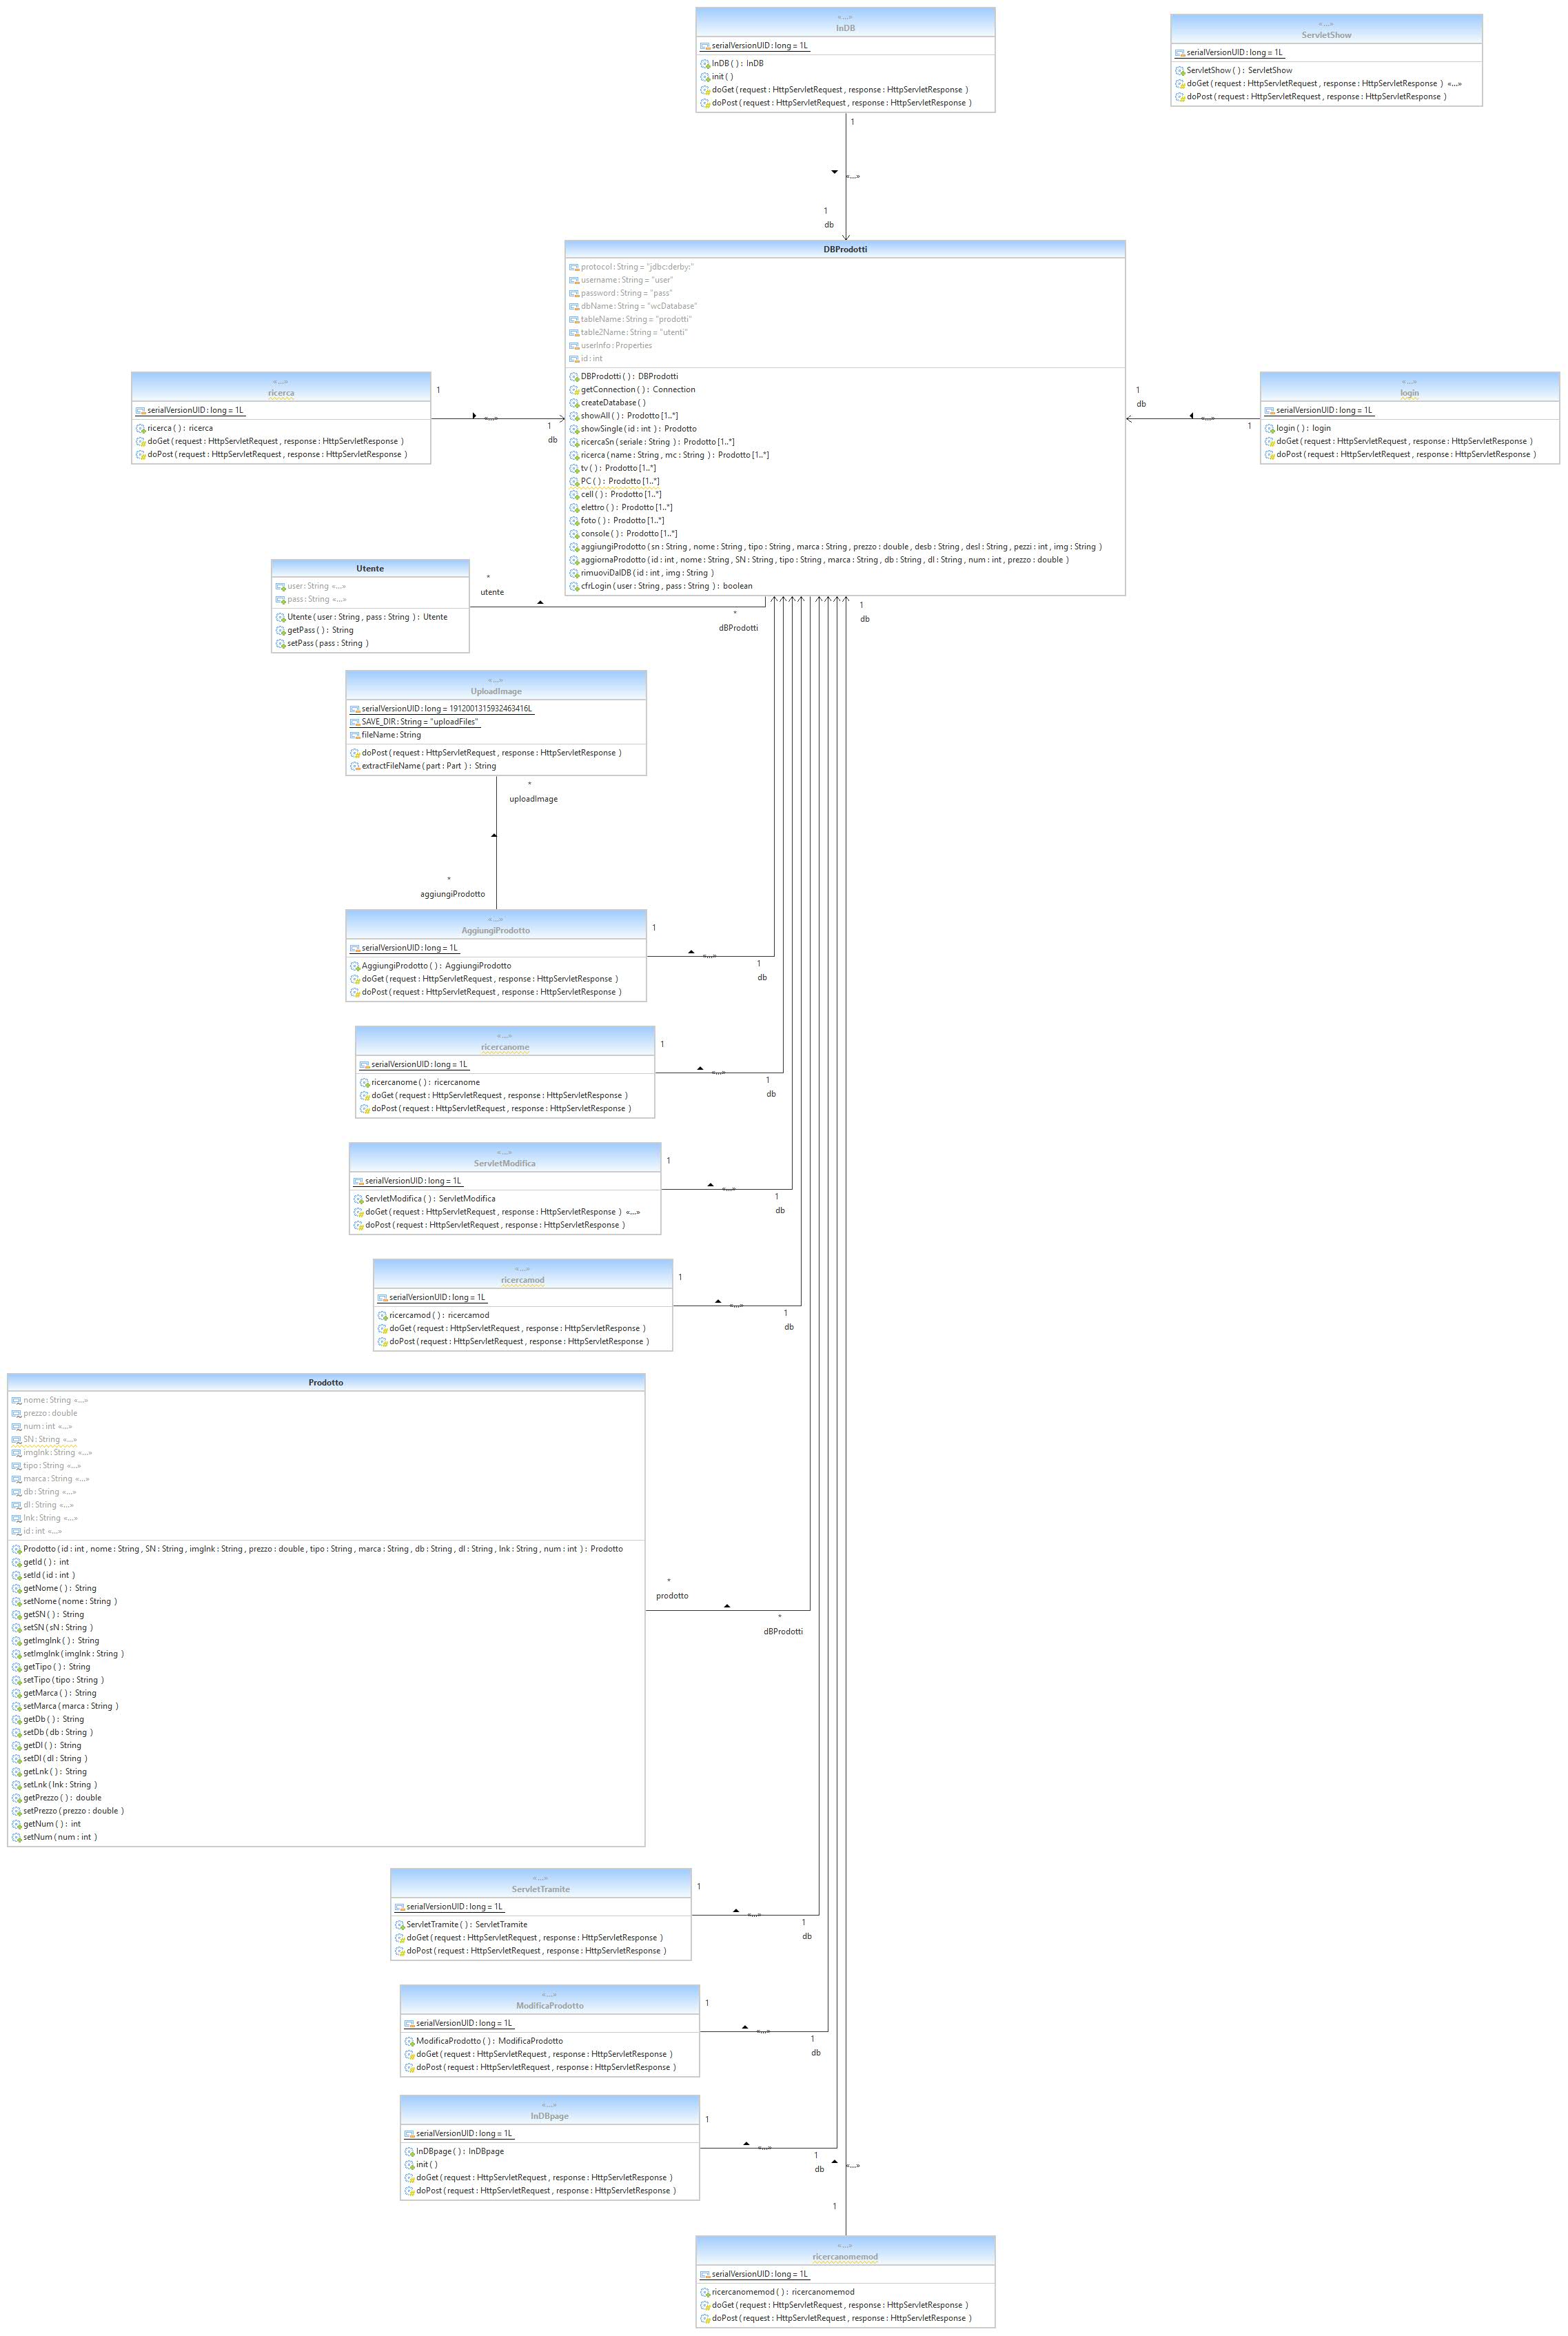 «...»
InDB
serialVersionUID: long = 1L
InDB ( ) : InDB
init ( )
doGet ( request : HttpServletRequest , response : HttpServletResponse )
doPost ( request : HttpServletRequest , response : HttpServletResponse )
«...»
ServletShow
serialVersionUID: long = 1L
ServletShow ( ) : ServletShow
doGet ( request : HttpServletRequest , response : HttpServletResponse ) «...»
doPost ( request : HttpServletRequest , response : HttpServletResponse )
1
«...»
1
db
DBProdotti
protocol: String = "jdbc:derby:"
username: String = "user"
password: String = "pass"
dbName: String = "wcDatabase"
tableName: String = "prodotti"
table2Name: String = "utenti"
userInfo: Properties
id: int
DBProdotti ( ) : DBProdotti
getConnection ( ) : Connection
createDatabase ( )
showAll ( ) : Prodotto [1..*]
showSingle ( id : int ) : Prodotto
ricercaSn ( seriale : String ) : Prodotto [1..*]
ricerca ( name : String , mc : String ) : Prodotto [1..*]
tv ( ) : Prodotto [1..*]
PC ( ) : Prodotto [1..*]
cell ( ) : Prodotto [1..*]
elettro ( ) : Prodotto [1..*]
foto ( ) : Prodotto [1..*]
console ( ) : Prodotto [1..*]
aggiungiProdotto ( sn : String , nome : String , tipo : String , marca : String , prezzo : double , desb : String , desl : String , pezzi : int , img : String )
aggiornaProdotto ( id : int , nome : String , SN : String , tipo : String , marca : String , db : String , dl : String , num : int , prezzo : double )
rimuoviDalDB ( id : int , img : String )
cfrLogin ( user : String , pass : String ) : boolean
«...»
ricerca
serialVersionUID: long = 1L
ricerca ( ) : ricerca
doGet ( request : HttpServletRequest , response : HttpServletResponse )
doPost ( request : HttpServletRequest , response : HttpServletResponse )
1
«...»
1
db
1
db
«...»
1
«...»
login
serialVersionUID: long = 1L
login ( ) : login
doGet ( request : HttpServletRequest , response : HttpServletResponse )
doPost ( request : HttpServletRequest , response : HttpServletResponse )
Utente
user: String «...»
pass: String «...»
Utente ( user : String , pass : String ) : Utente
getPass ( ) : String
setPass ( pass : String )
*
utente
*
dBProdotti
1
db
«...»
UploadImage
serialVersionUID: long = 1912001315932463416L
SAVE_DIR: String = "uploadFiles"
fileName: String
doPost ( request : HttpServletRequest , response : HttpServletResponse )
extractFileName ( part : Part ) : String
*
uploadImage
*
aggiungiProdotto
«...»
AggiungiProdotto
serialVersionUID: long = 1L
AggiungiProdotto ( ) : AggiungiProdotto
doGet ( request : HttpServletRequest , response : HttpServletResponse )
doPost ( request : HttpServletRequest , response : HttpServletResponse )
1
«...»
1
db
«...»
ricercanome
serialVersionUID: long = 1L
ricercanome ( ) : ricercanome
doGet ( request : HttpServletRequest , response : HttpServletResponse )
doPost ( request : HttpServletRequest , response : HttpServletResponse )
1
«...»
1
db
«...»
ServletModifica
serialVersionUID: long = 1L
ServletModifica ( ) : ServletModifica
doGet ( request : HttpServletRequest , response : HttpServletResponse ) «...»
doPost ( request : HttpServletRequest , response : HttpServletResponse )
1
«...»
1
db
«...»
ricercamod
serialVersionUID: long = 1L
ricercamod ( ) : ricercamod
doGet ( request : HttpServletRequest , response : HttpServletResponse )
doPost ( request : HttpServletRequest , response : HttpServletResponse )
1
«...»
1
db
Prodotto
nome: String «...»
prezzo: double
num: int «...»
SN: String «...»
imglnk: String «...»
tipo: String «...»
marca: String «...»
db: String «...»
dl: String «...»
lnk: String «...»
id: int «...»
Prodotto ( id : int , nome : String , SN : String , imglnk : String , prezzo : double , tipo : String , marca : String , db : String , dl : String , lnk : String , num : int ) : Prodotto
getId ( ) : int
setId ( id : int )
getNome ( ) : String
setNome ( nome : String )
getSN ( ) : String
setSN ( sN : String )
getImglnk ( ) : String
setImglnk ( imglnk : String )
getTipo ( ) : String
setTipo ( tipo : String )
getMarca ( ) : String
setMarca ( marca : String )
getDb ( ) : String
setDb ( db : String )
getDl ( ) : String
setDl ( dl : String )
getLnk ( ) : String
setLnk ( lnk : String )
getPrezzo ( ) : double
setPrezzo ( prezzo : double )
getNum ( ) : int
setNum ( num : int )
*
prodotto
*
dBProdotti
«...»
ServletTramite
serialVersionUID: long = 1L
ServletTramite ( ) : ServletTramite
doGet ( request : HttpServletRequest , response : HttpServletResponse )
doPost ( request : HttpServletRequest , response : HttpServletResponse )
1
«...»
1
db
«...»
ModificaProdotto
serialVersionUID: long = 1L
ModificaProdotto ( ) : ModificaProdotto
doGet ( request : HttpServletRequest , response : HttpServletResponse )
doPost ( request : HttpServletRequest , response : HttpServletResponse )
1
«...»
1
db
«...»
InDBpage
serialVersionUID: long = 1L
InDBpage ( ) : InDBpage
init ( )
doGet ( request : HttpServletRequest , response : HttpServletResponse )
doPost ( request : HttpServletRequest , response : HttpServletResponse )
1
«...»
1
db
«...»
1
«...»
ricercanomemod
serialVersionUID: long = 1L
ricercanomemod ( ) : ricercanomemod
doGet ( request : HttpServletRequest , response : HttpServletResponse )
doPost ( request : HttpServletRequest , response : HttpServletResponse )